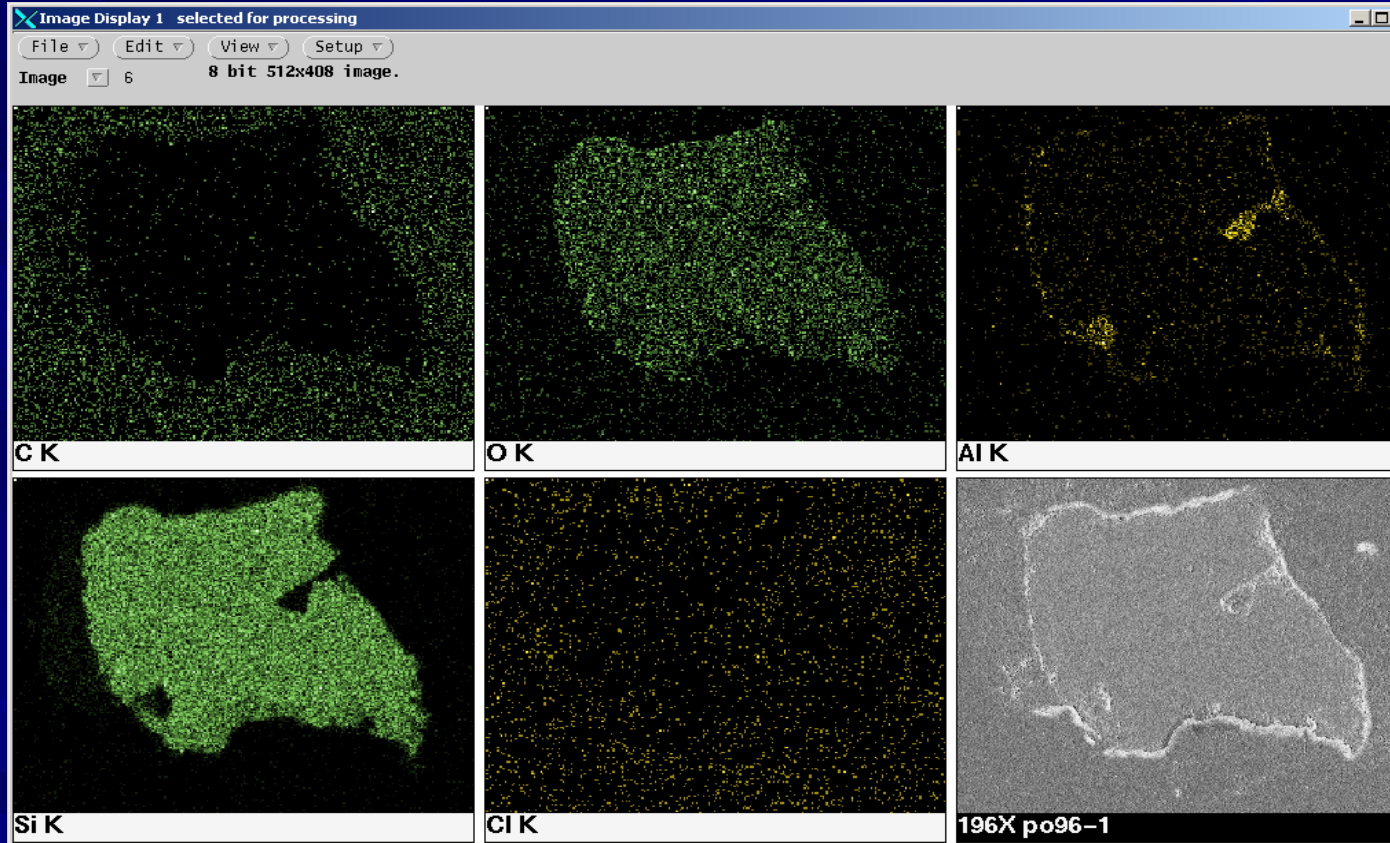 Image Display 1 selected for processing
File Edit View Setup
Image 6 8 bit 512x408 image.
C K O K Al K
Si K Cl K 196X po96-1